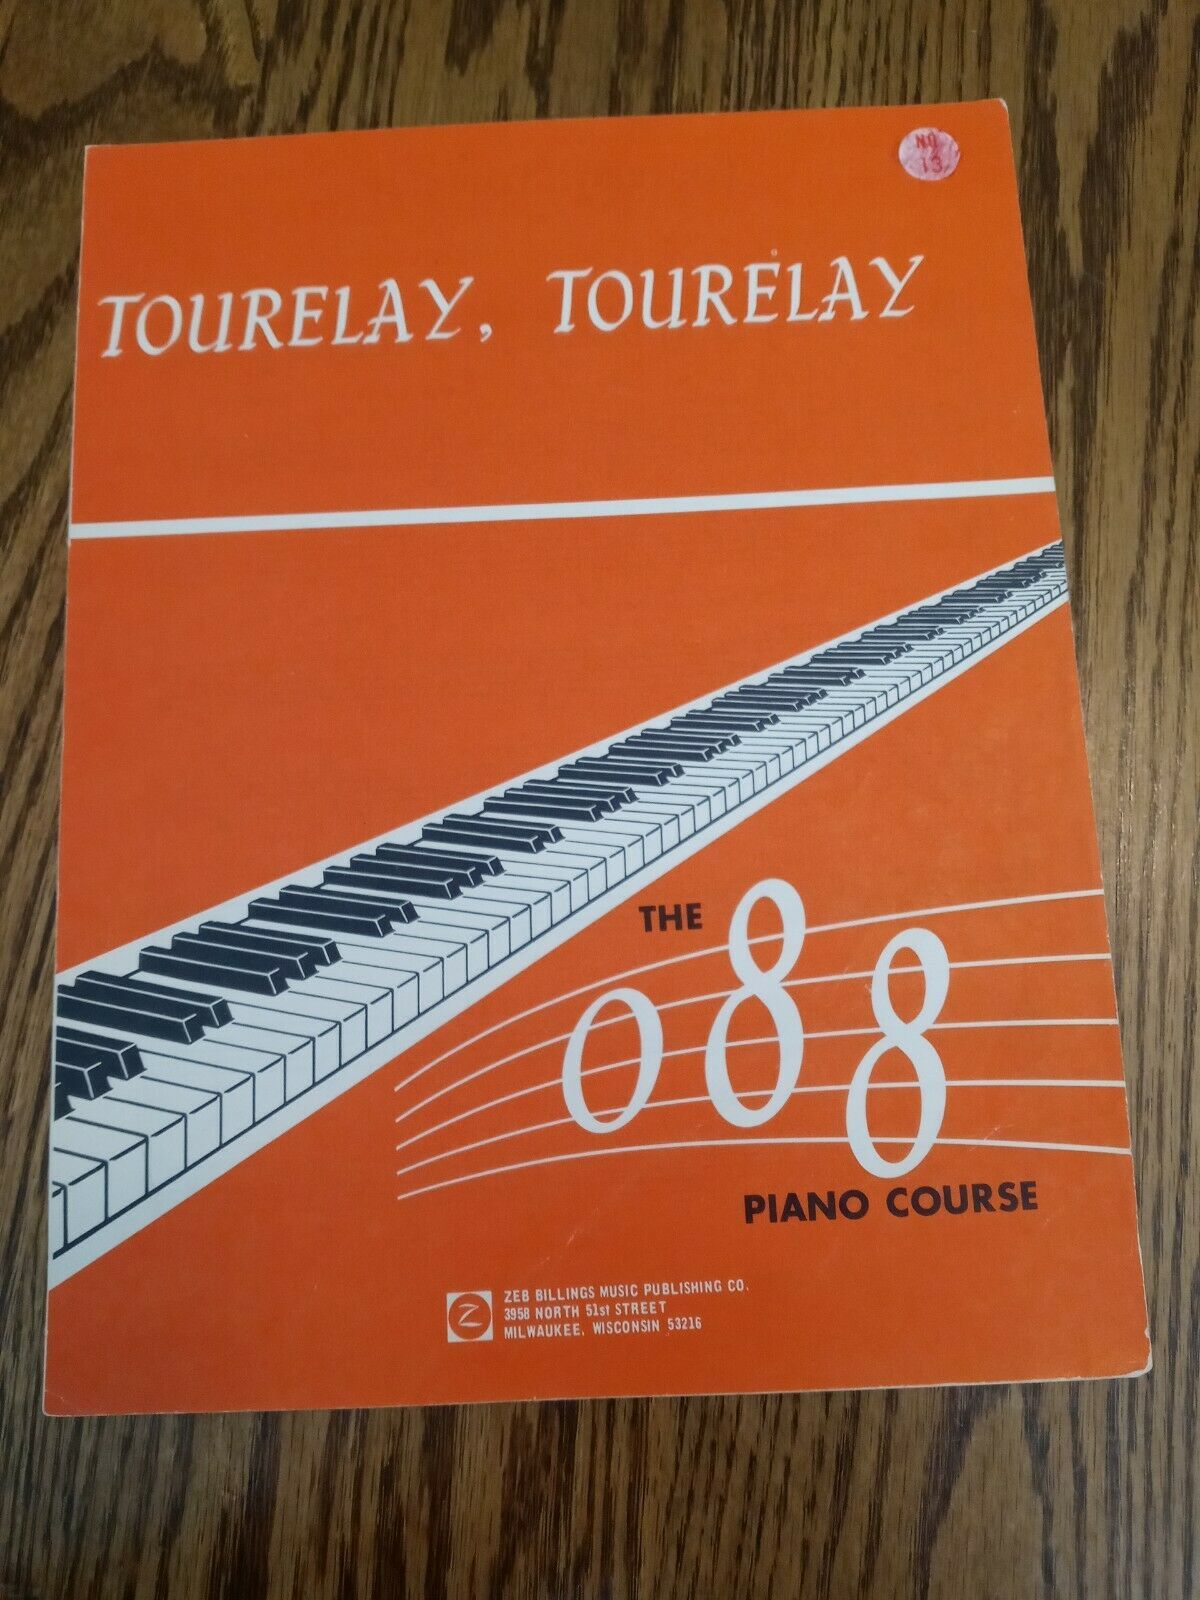 NO.
13
TOURELAY, TOURELAY
THE
088
PIANO COURSE
Z
ZEB BILLINGS MUSIC PUBLISHING CO.
3958 NORTH 51st STREET
MILWAUKEE, WISCONSIN 53216